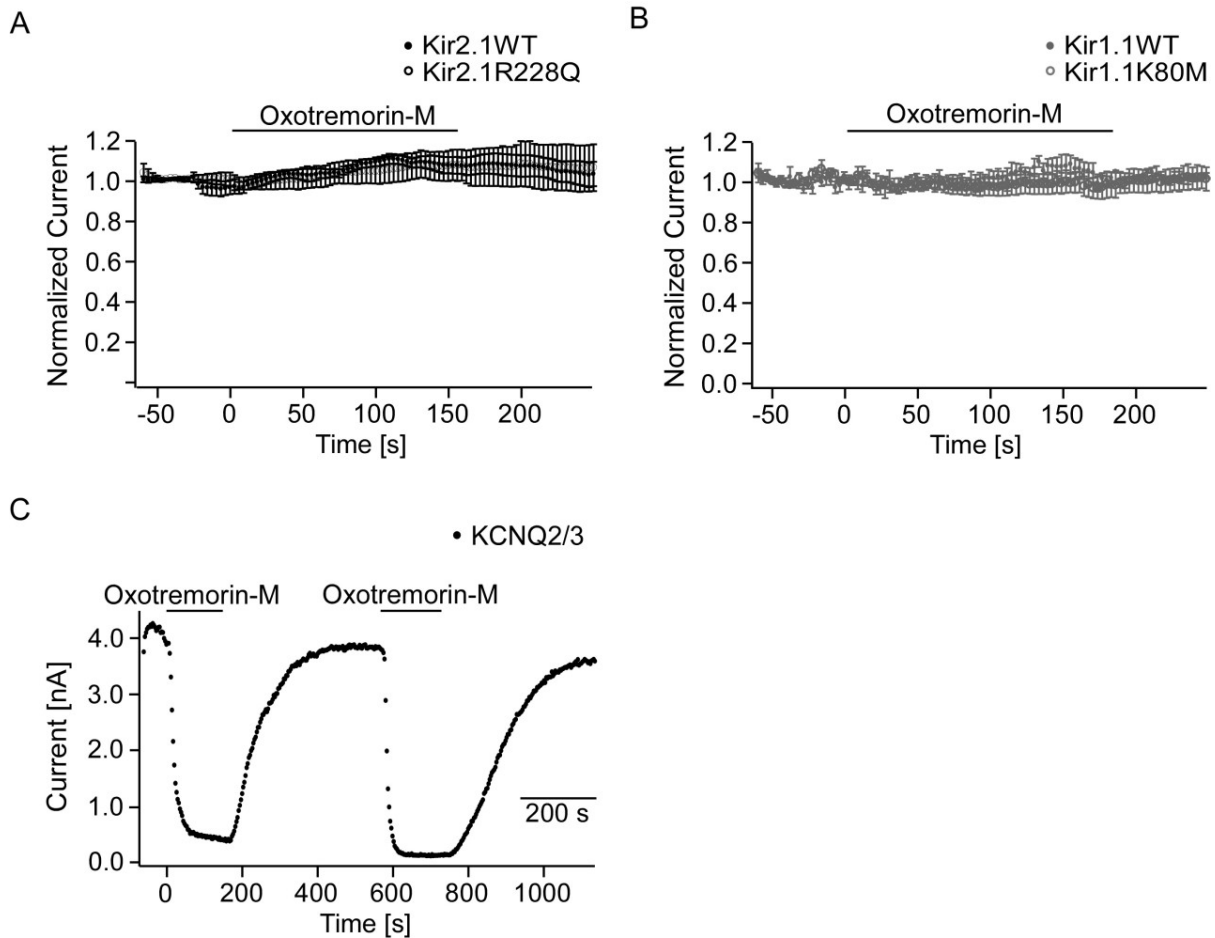 A
• Kir2.1WT
○ Kir2.1R228Q
Oxotremorin-M
Normalized Current
1.2
1.0
0.8
0.6
0.4
0.2
-50 0 50 100 150 200
Time [s]
B
• Kir1.1WT
○ Kir1.1K80M
Oxotremorin-M
Normalized Current
1.2
1.0
0.8
0.6
0.4
0.2
0.0
-50 0 50 100 150 200
Time [s]
C
• KCNQ2/3
Oxotremorin-M Oxotremorin-M
Current [nA]
4.0
3.0
2.0
1.0
0.0
200 s
0 200 400 600 800 1000
Time [s]